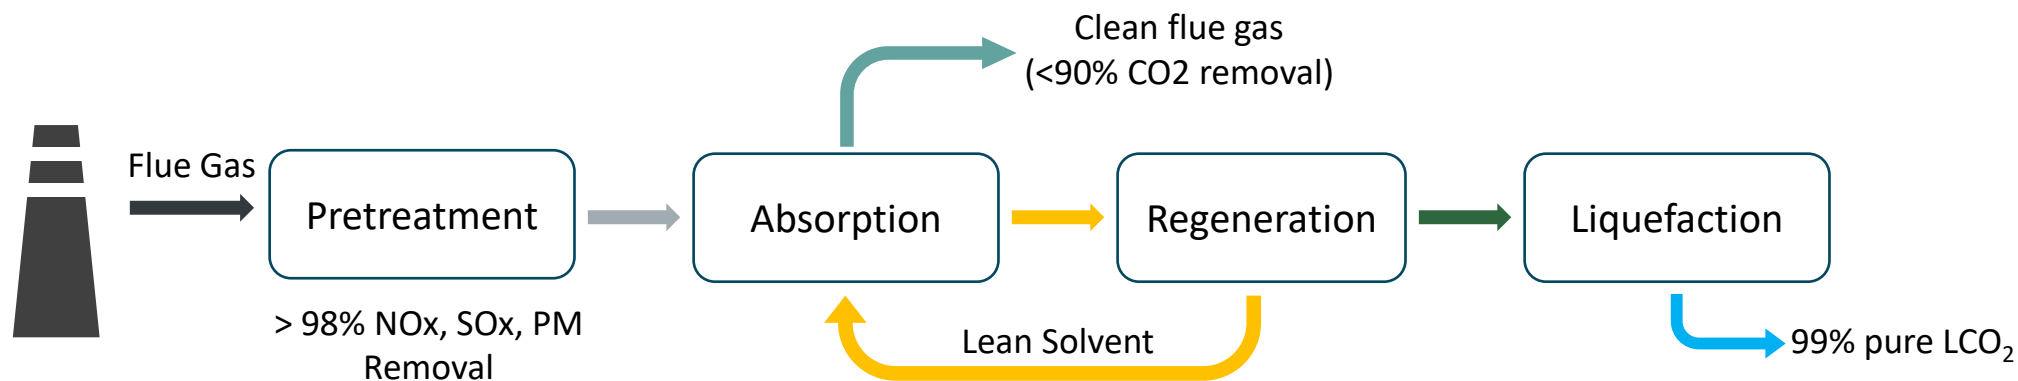 Clean flue gas
(<90% CO2 removal)
Flue Gas
Pretreatment
Absorption
Regeneration
Liquefaction
> 98% NOx, SOx, PM
Removal
Lean Solvent
99% pure LCO₂